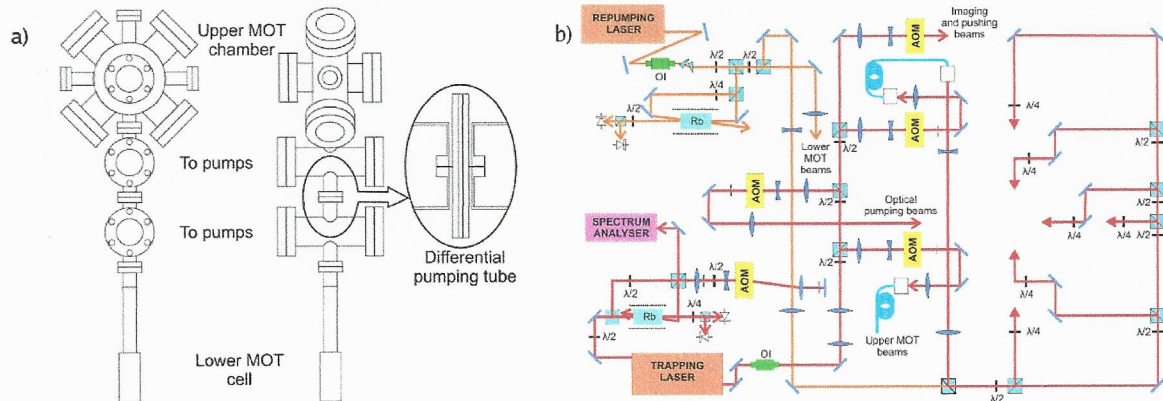 a)
Upper MOT
chamber
To pumps
To pumps
Differential
pumping tube
Lower MOT
cell
b)
REPUMPING
LASER
OI
λ/2
λ/2
λ/4
λ/2
Rb
λ/2
Lower
MOT
beams
AOM
Imaging
and pushing
beams
AOM
λ/2
AOM
λ/2
Optical
pumping beams
SPECTRUM
ANALYSER
λ/2
λ/2
AOM
λ/4
Rb
λ/2
TRAPPING
LASER
OI
λ/2
AOM
Upper MOT
beams
λ/2
λ/4
λ/4
λ/2
λ/2
λ/4
λ/4
λ/2
λ/4
λ/4
λ/2